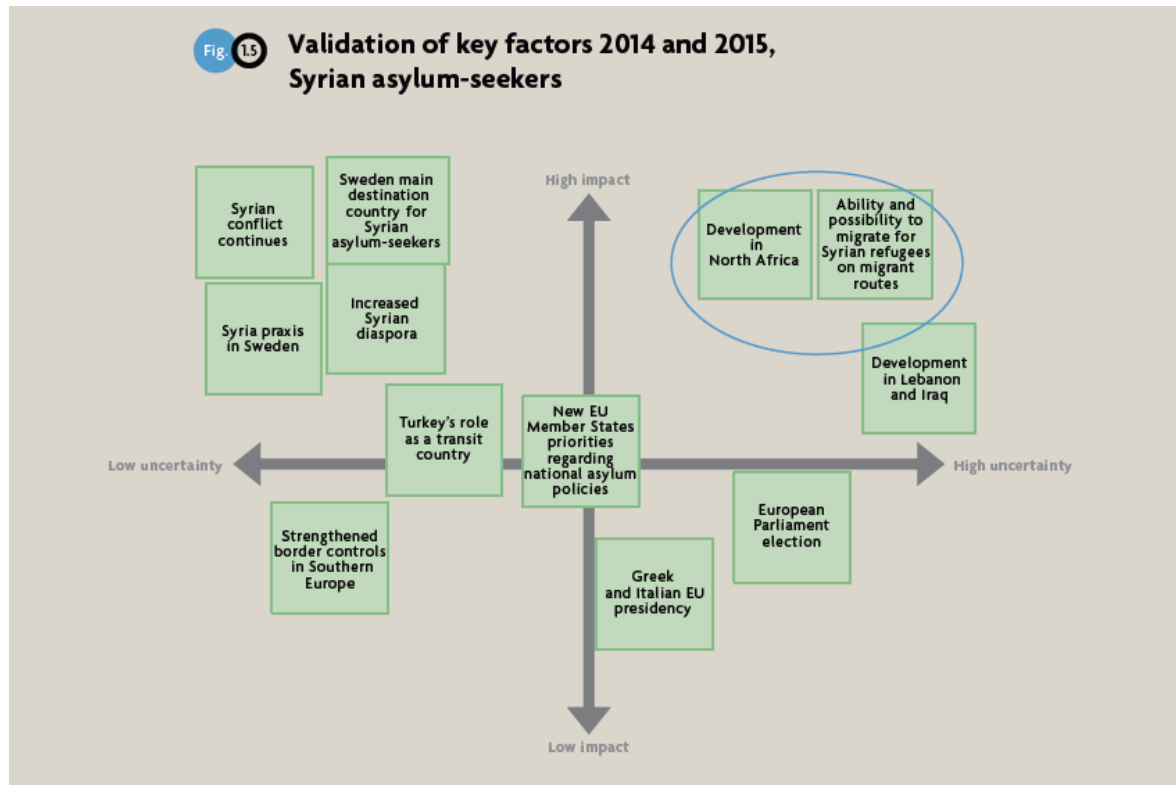 Fig. 1.5
Validation of key factors 2014 and 2015,
Syrian asylum-seekers
High impact
Syrian
conflict
continues
Sweden main
destination
country for
Syrian
asylum-seekers
Development
in
North Africa
Ability and
possibility to
migrate for
Syrian refugees
on migrant
routes
Syria praxis
in Sweden
Increased
Syrian
diaspora
Development
in Lebanon
and Iraq
Turkey's role
as a transit
country
New EU
Member States
priorities
regarding
national asylum
policies
Low uncertainty
High uncertainty
Strengthened
border controls
in Southern
Europe
European
Parliament
election
Greek
and Italian EU
presidency
Low impact